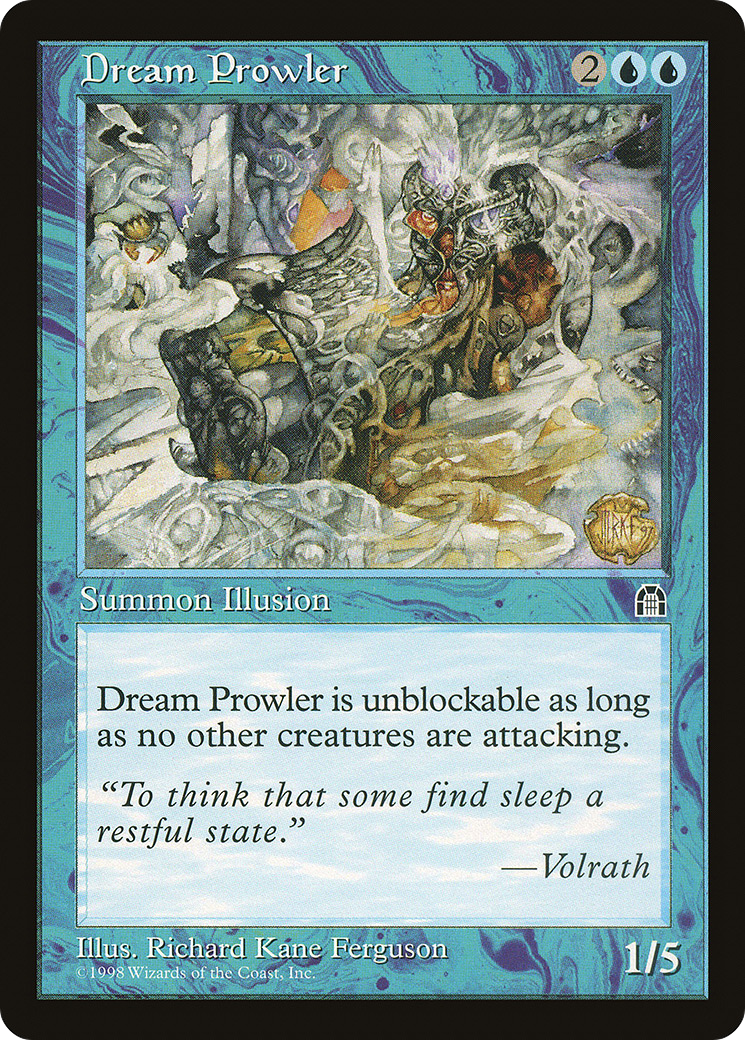 Dream Prowler 2
Summon Illusion
Dream Prowler is unblockable as long
as no other creatures are attacking.
“To think that some find sleep a
restful state.”
—Volrath
Illus. Richard Kane Ferguson
©1998 Wizards of the Coast, Inc.
1/5